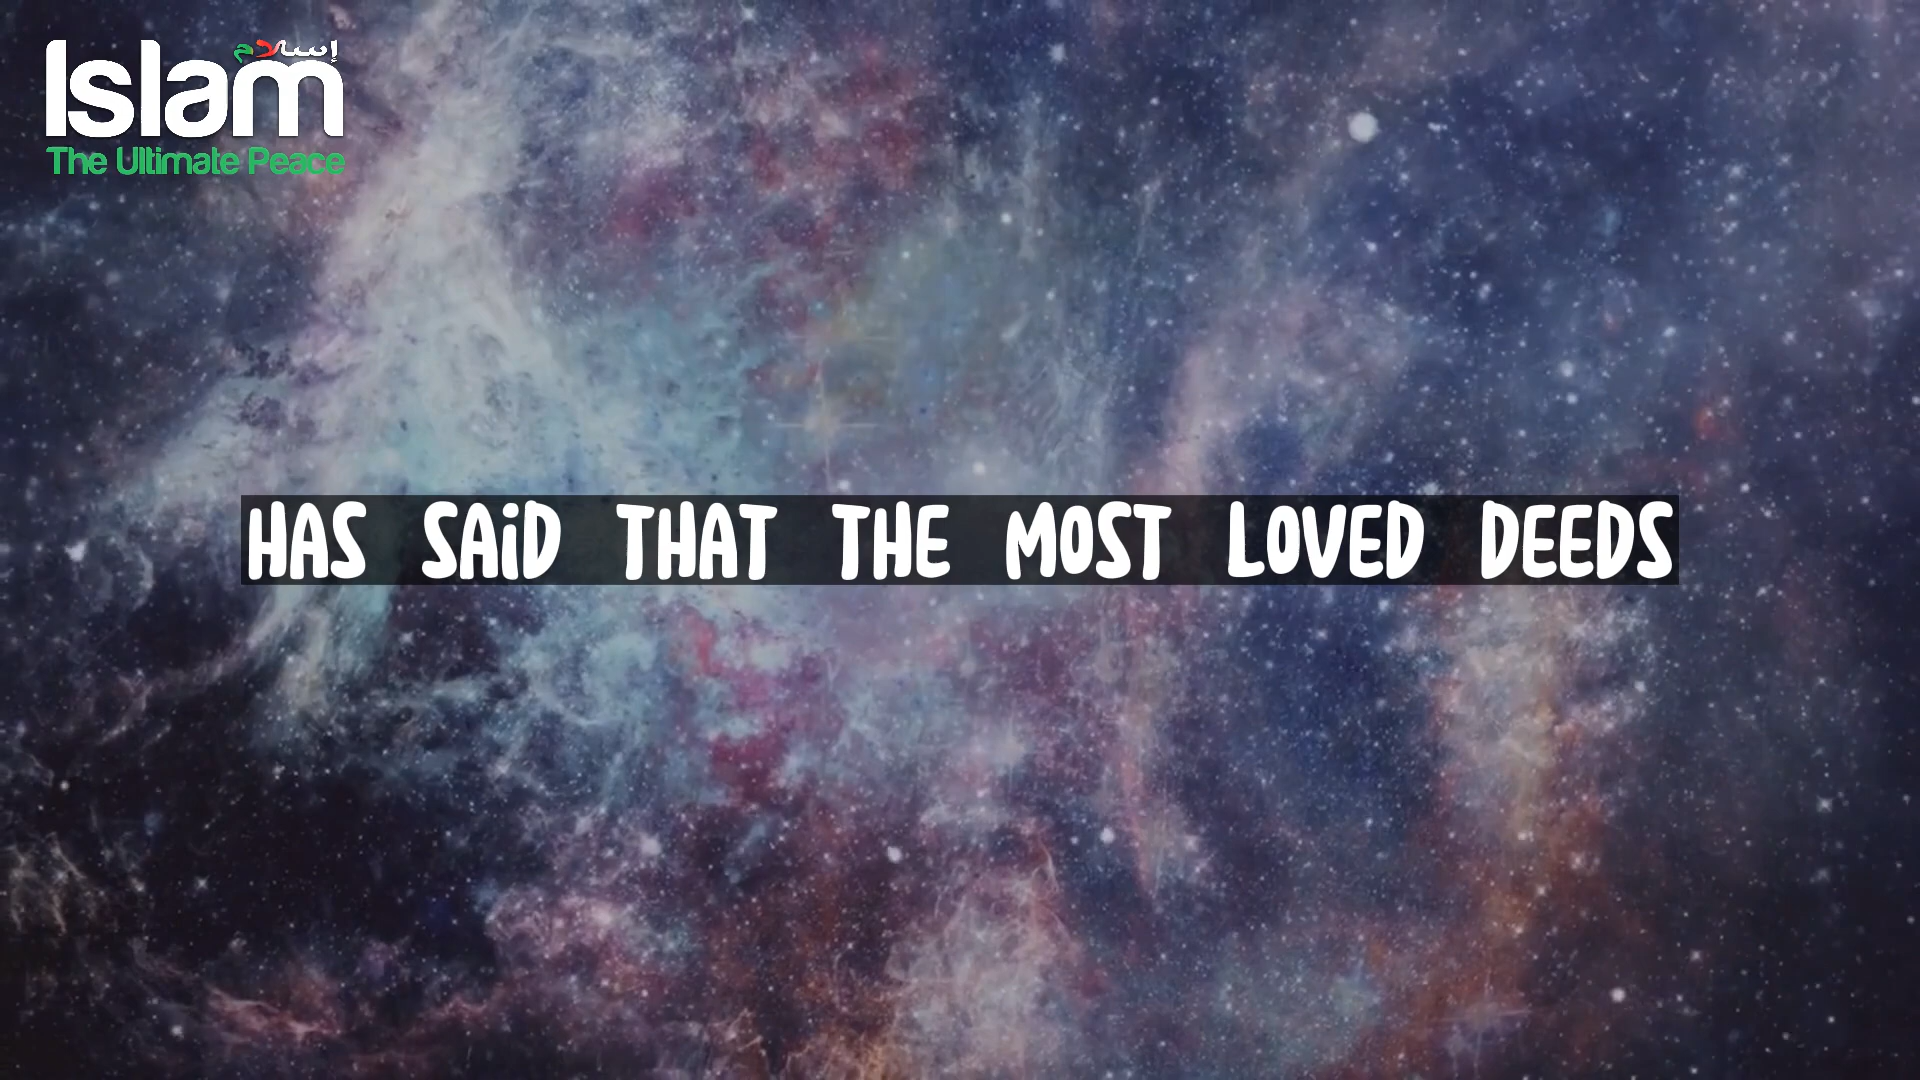 إسلام
Islam
The Ultimate Peace
HAS SAiD THAT THE MOST LOVED DEEDS